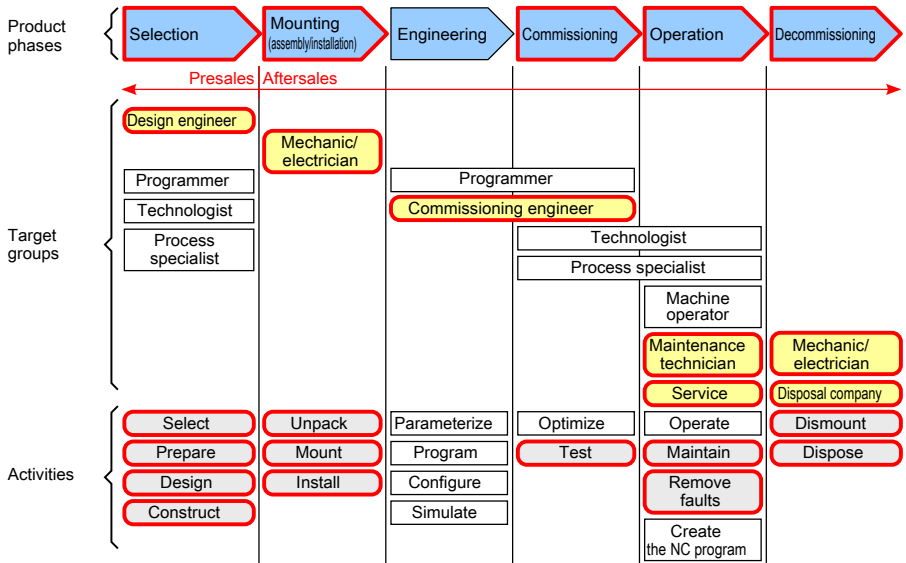 Product
phases
Selection
Mounting
(assembly/installation)
Engineering
Commissioning
Operation
Decommissioning
Presales
Aftersales
Target
groups
Design engineer
Mechanic/
electrician
Programmer
Programmer
Technologist
Commissioning engineer
Process
specialist
Technologist
Process specialist
Machine
operator
Maintenance
technician
Mechanic/
electrician
Service
Disposal company
Activities
Select
Unpack
Parameterize
Optimize
Operate
Dismount
Prepare
Mount
Program
Test
Maintain
Dispose
Design
Install
Configure
Remove
faults
Construct
Simulate
Create
the NC program